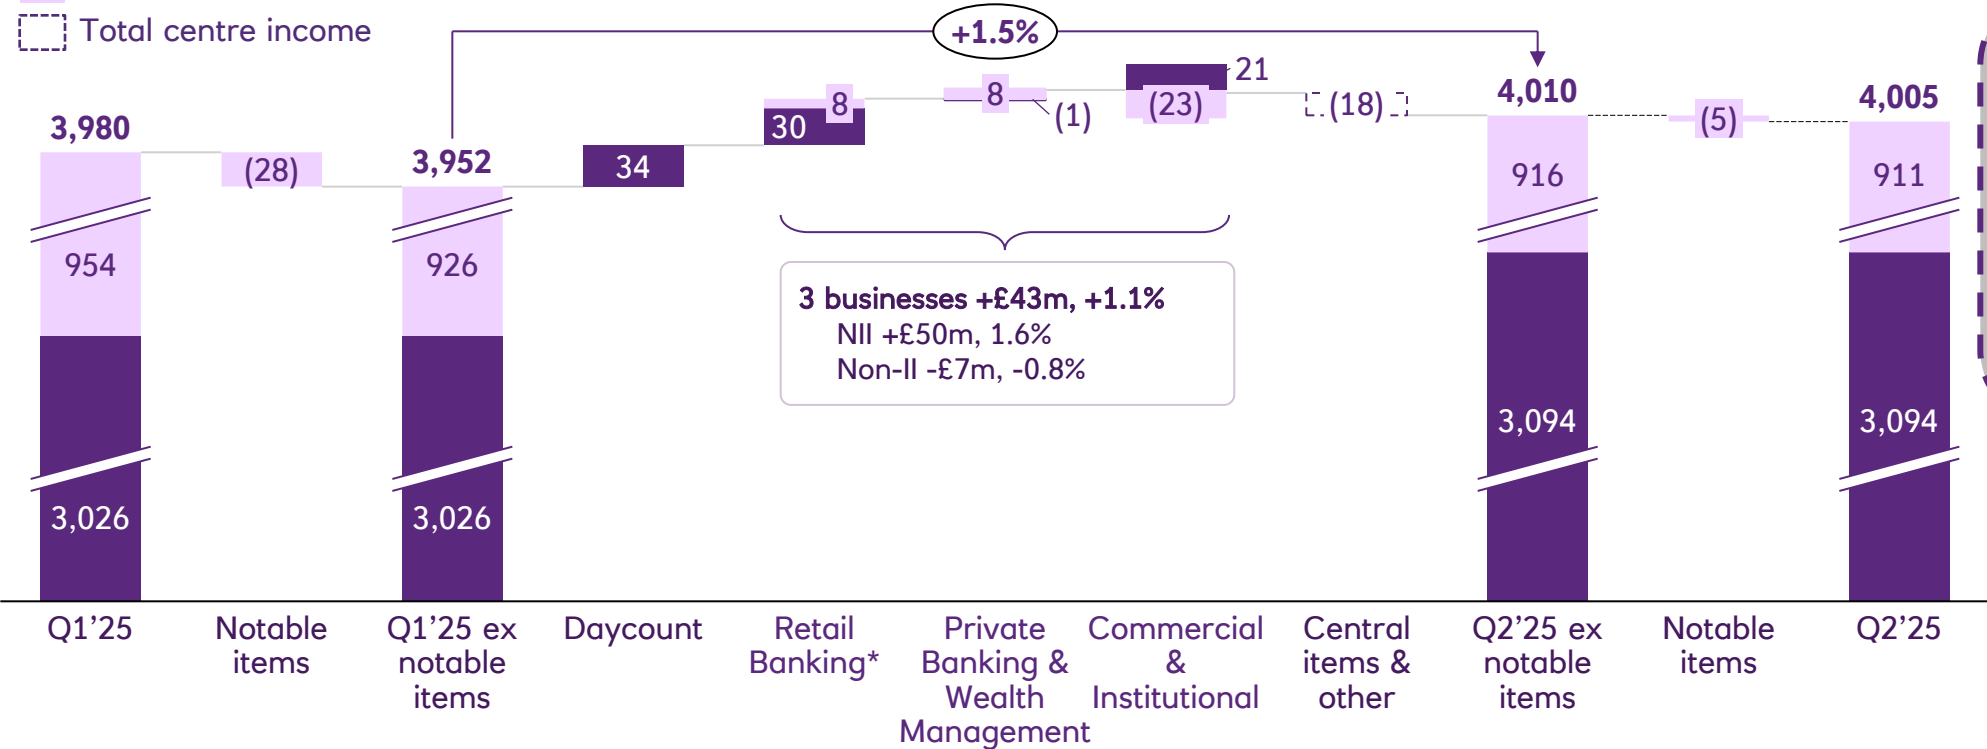 Total centre income
+1.5%
3,980
(28)
3,952
34
30
8
8
(1)
21
(23)
(18)
4,010
(5)
4,005
954
926
916
911
3 businesses +£43m, +1.1%
NII +£50m, 1.6%
Non-II -£7m, -0.8%
3,026
3,026
3,094
3,094
Q1’25
Notable
items
Q1’25 ex
notable
items
Daycount
Retail
Banking*
Private
Banking &
Wealth
Management
Commercial
&
Institutional
Central
items &
other
Q2’25 ex
notable
items
Notable
items
Q2’25